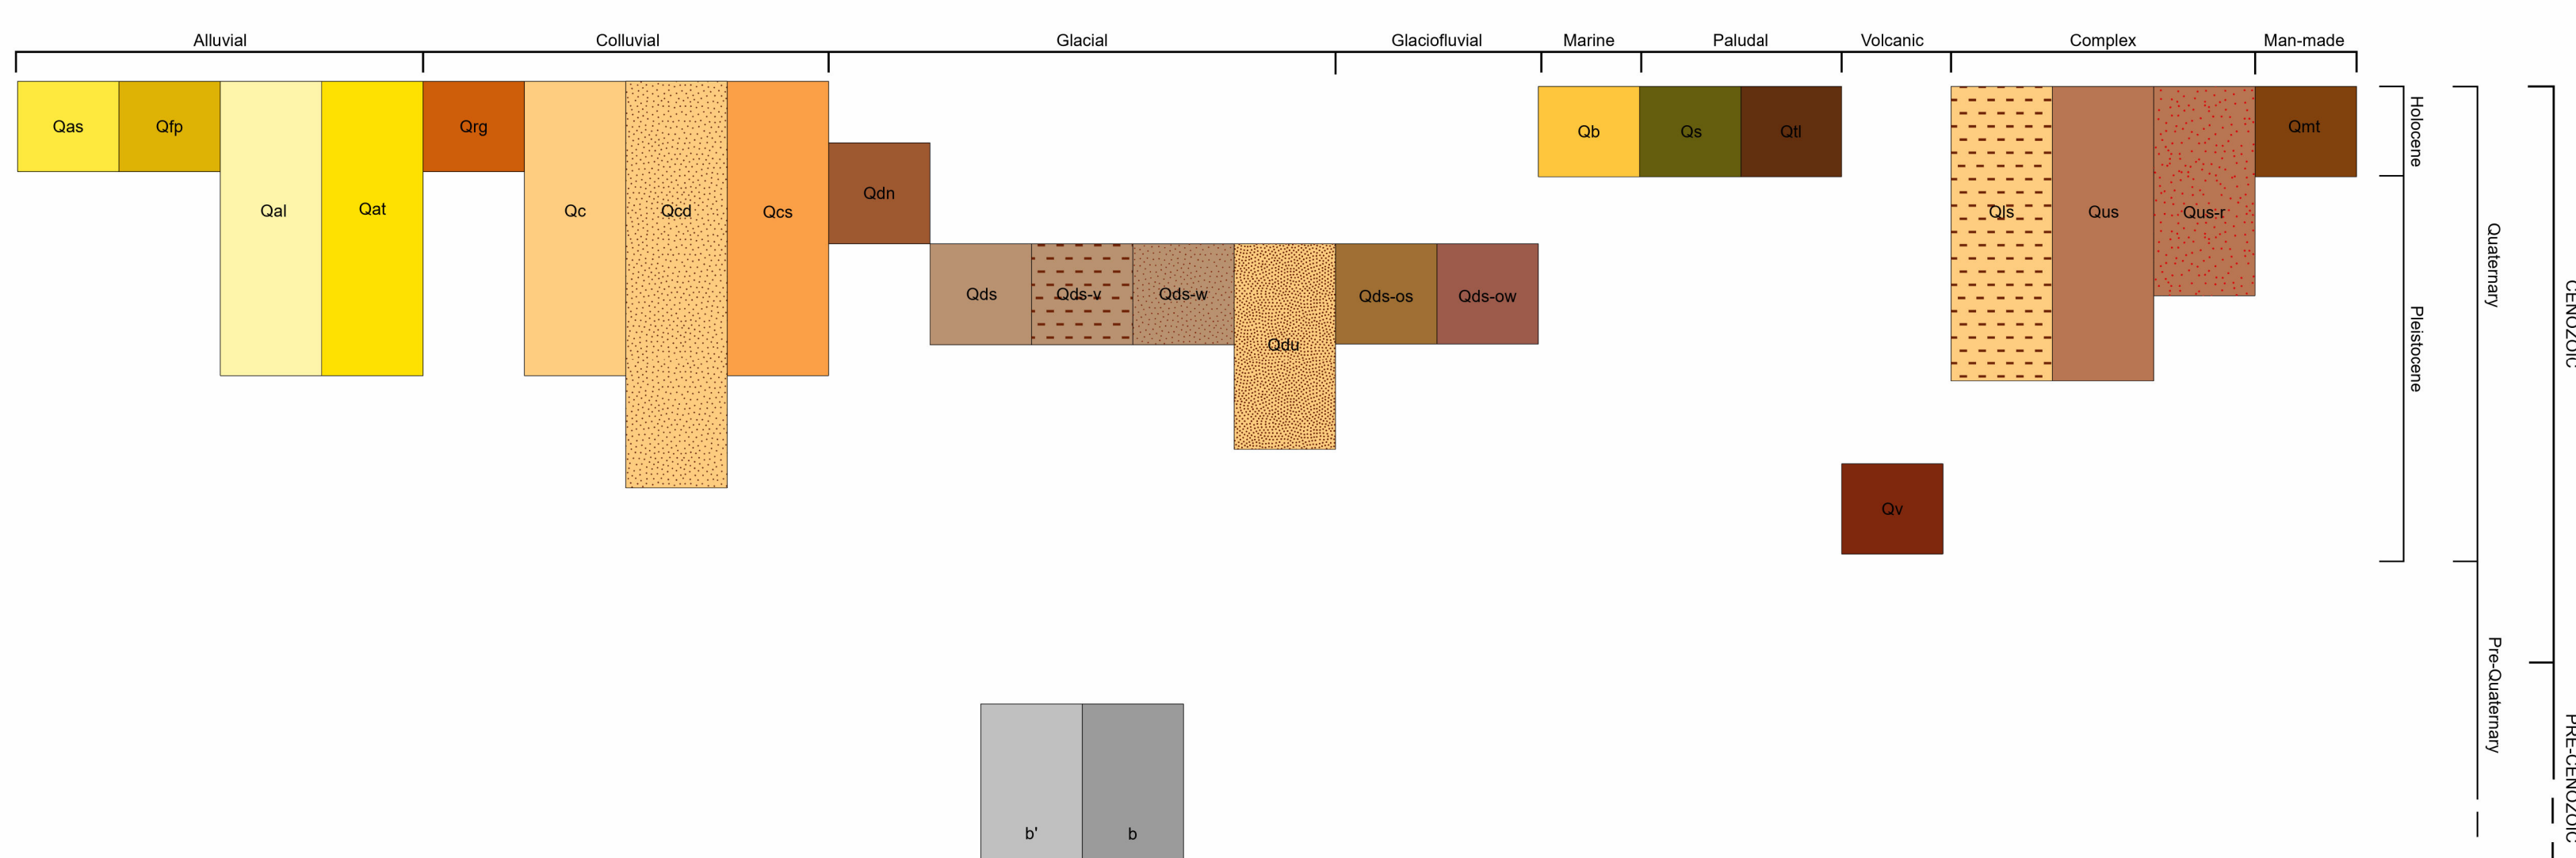 Alluvial
Colluvial
Glacial
Glaciofluvial
Marine
Paludal
Volcanic
Complex
Man-made
Qas
Qfp
Qal
Qat
Qrg
Qc
Qcd
Qcs
Qdn
Qds
Qds-v
Qds-w
Qdu
Qds-os
Qds-ow
Qb
Qs
Qtl
Qv
Qls
Qus
Qus-r
Qmt
b'
b
Holocene
Pleistocene
Quaternary
Pre-Quaternary
CENOZOIC
PRE-CENOZOIC